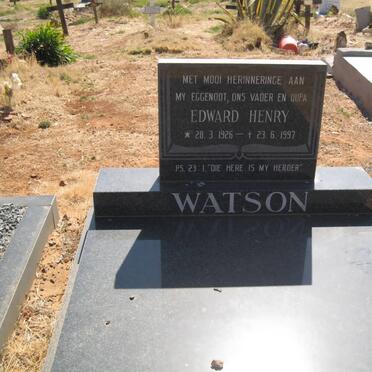 MET MOOI HERINNERINGE AAN
MY EGGENOOT, ONS VADER EN OUPA
EDWARD HENRY
* 28.3.1926 — † 23.6.1997
PS. 23:1 "DIE HERE IS MY HERDER"
WATSON